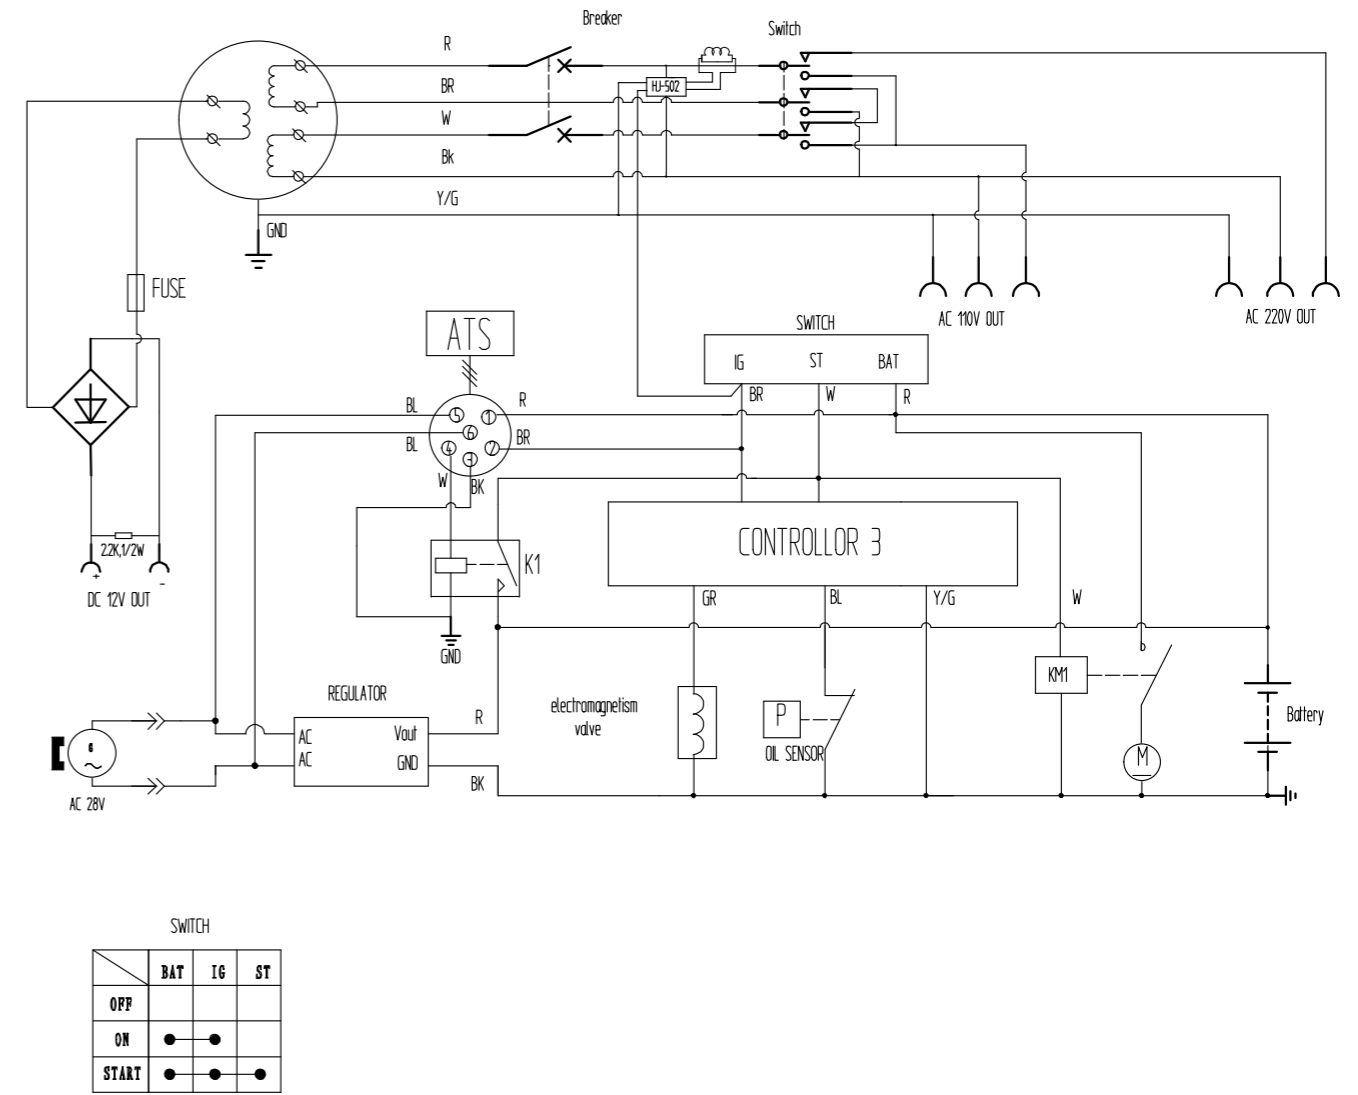 Breaker
Switch
R
BR
W
Bk
Y/G
GND
HJ-502
FUSE
AC 110V OUT
AC 220V OUT
ATS
SWITCH
IG ST BAT
BR W R
BL
BL
5 1
6
4 2
3
R
BR
W BK
K1
GND
CONTROLLOR 3
GR BL Y/G W
2.2K,1/2W
+ -
DC 12V OUT
REGULATOR
AC
AC
Vout
GND
R
BK
electromagnetism
valve
P
OIL SENSOR
KM1
M
Battery
G
AC 28V
SWITCH
BAT IG ST
OFF
ON
START